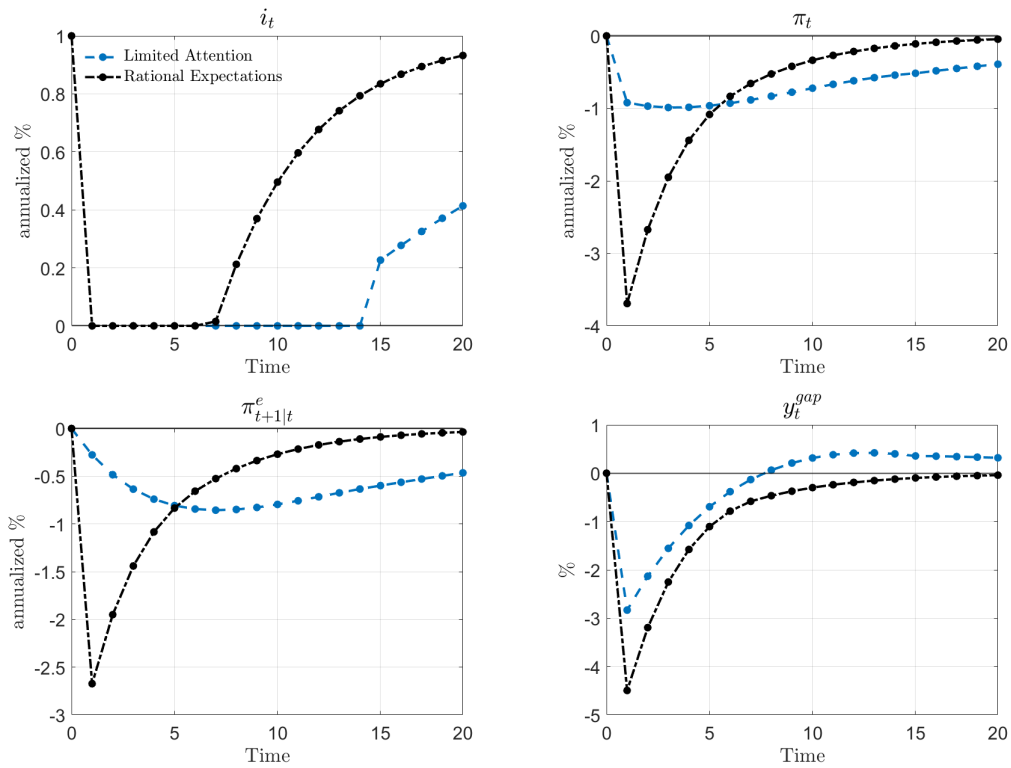 i_t
1
0.8
0.6
0.4
0.2
0
annualized %
Limited Attention
Rational Expectations
0 5 10 15 20
Time
π_t
0
-1
-2
-3
-4
annualized %
0 5 10 15 20
Time
π^e_{t+1|t}
0
-0.5
-1
-1.5
-2
-2.5
-3
annualized %
0 5 10 15 20
Time
y_t^{gap}
1
0
-1
-2
-3
-4
-5
%
0 5 10 15 20
Time